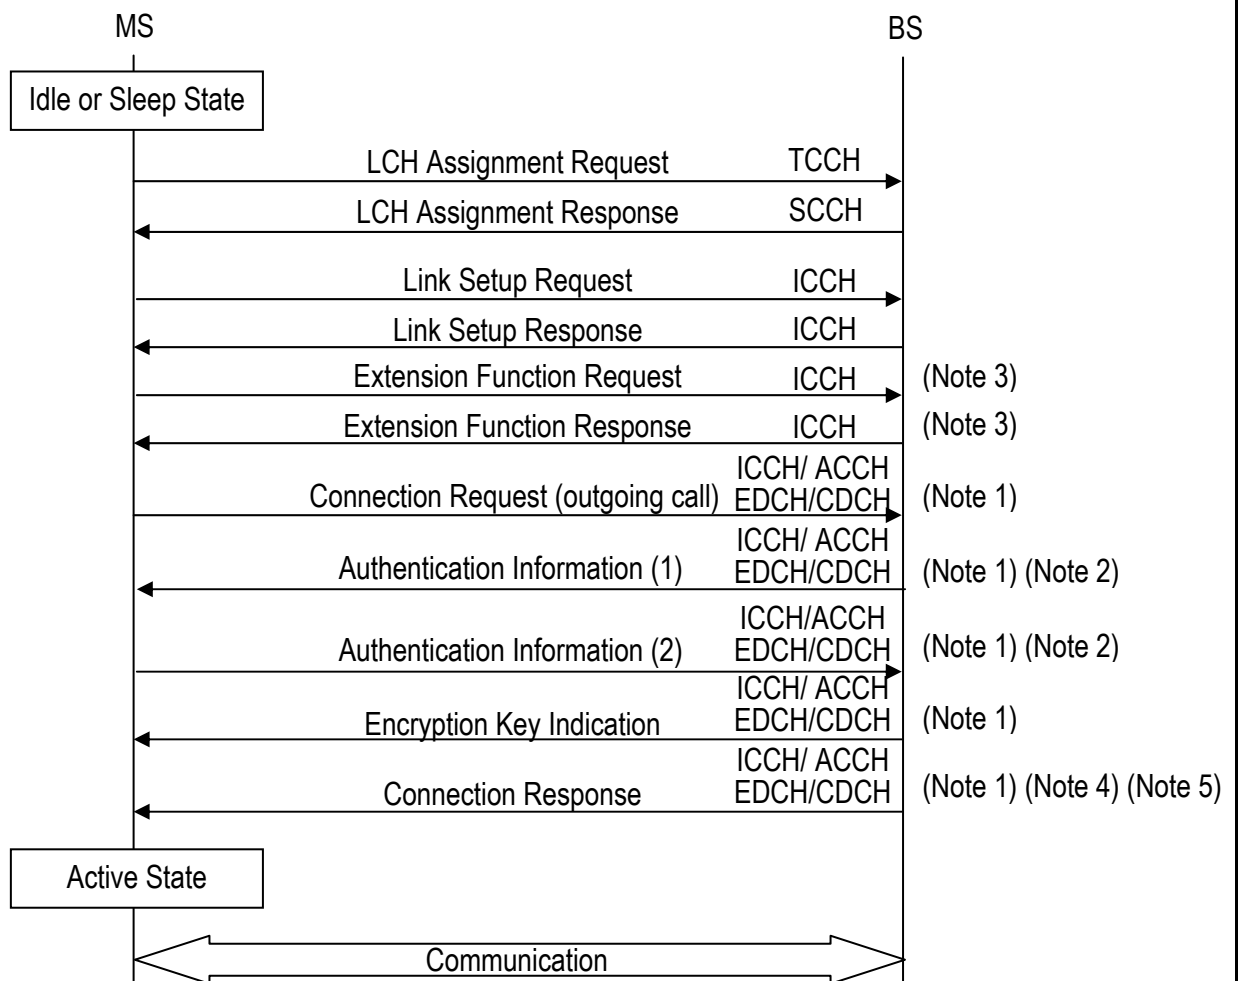 MS BS
Idle or Sleep State
LCH Assignment Request TCCH
LCH Assignment Response SCCH
Link Setup Request ICCH
Link Setup Response ICCH
Extension Function Request ICCH (Note 3)
Extension Function Response ICCH (Note 3)
ICCH/ ACCH
Connection Request (outgoing call) EDCH/CDCH (Note 1)
ICCH/ ACCH
Authentication Information (1) EDCH/CDCH (Note 1) (Note 2)
ICCH/ACCH
Authentication Information (2) EDCH/CDCH (Note 1) (Note 2)
ICCH/ ACCH
Encryption Key Indication EDCH/CDCH (Note 1)
ICCH/ ACCH
Connection Response EDCH/CDCH (Note 1) (Note 4) (Note 5)
Active State
Communication